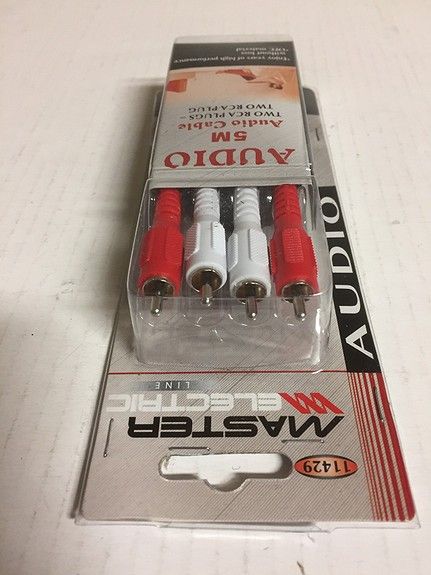 11429
MASTER
ELECTRIC
LINE
AUDIO
AUDIO
5M
Audio Cable
TWO RCA PLUGS -
TWO RCA PLUG
*Enjoy years of high performance
without loss
*OFC material